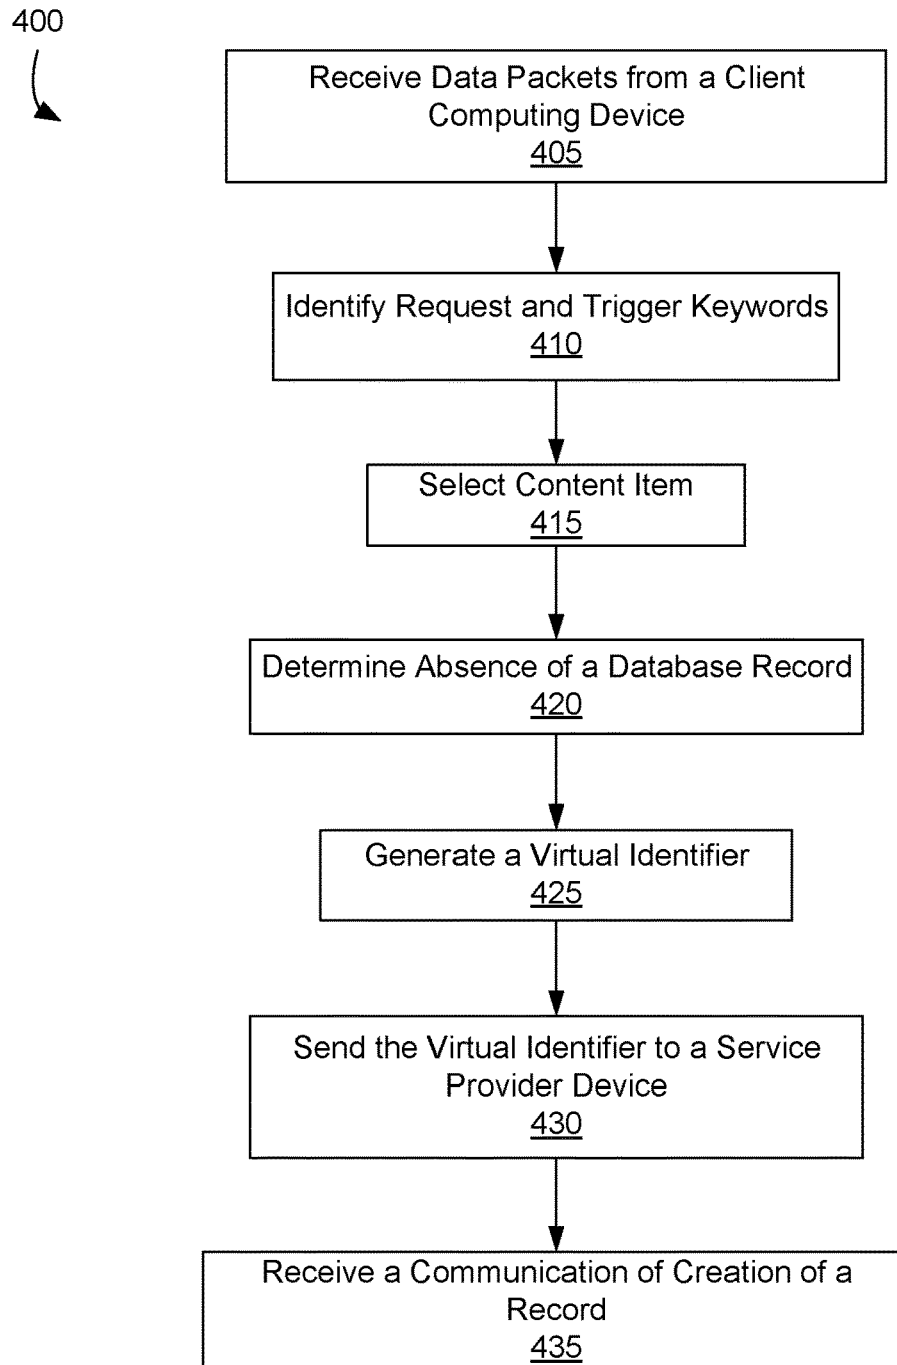 400
Receive Data Packets from a Client
Computing Device
405
Identify Request and Trigger Keywords
410
Select Content Item
415
Determine Absence of a Database Record
420
Generate a Virtual Identifier
425
Send the Virtual Identifier to a Service
Provider Device
430
Receive a Communication of Creation of a
Record
435